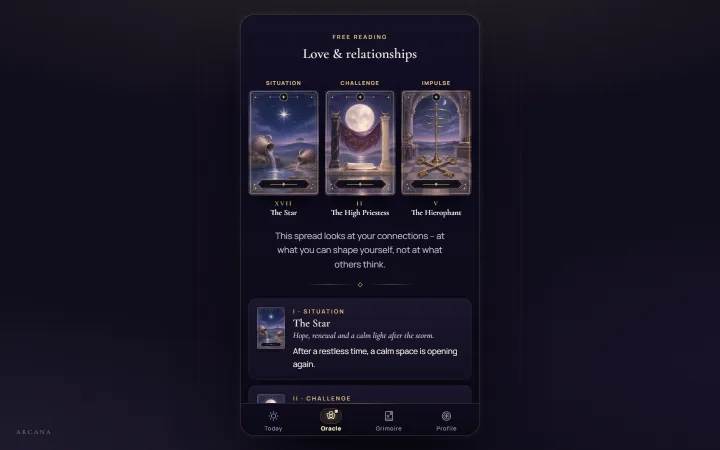 FREE READING
Love & relationships
SITUATION
CHALLENGE
IMPULSE
XVII
The Star
II
The High Priestess
V
The Hierophant
This spread looks at your connections – at
what you can shape yourself, not at what
others think.
I · SITUATION
The Star
Hope, renewal and a calm light after the storm.
After a restless time, a calm space is opening
again.
II · CHALLENGE
Today
Oracle
Grimoire
Profile
ARCANA